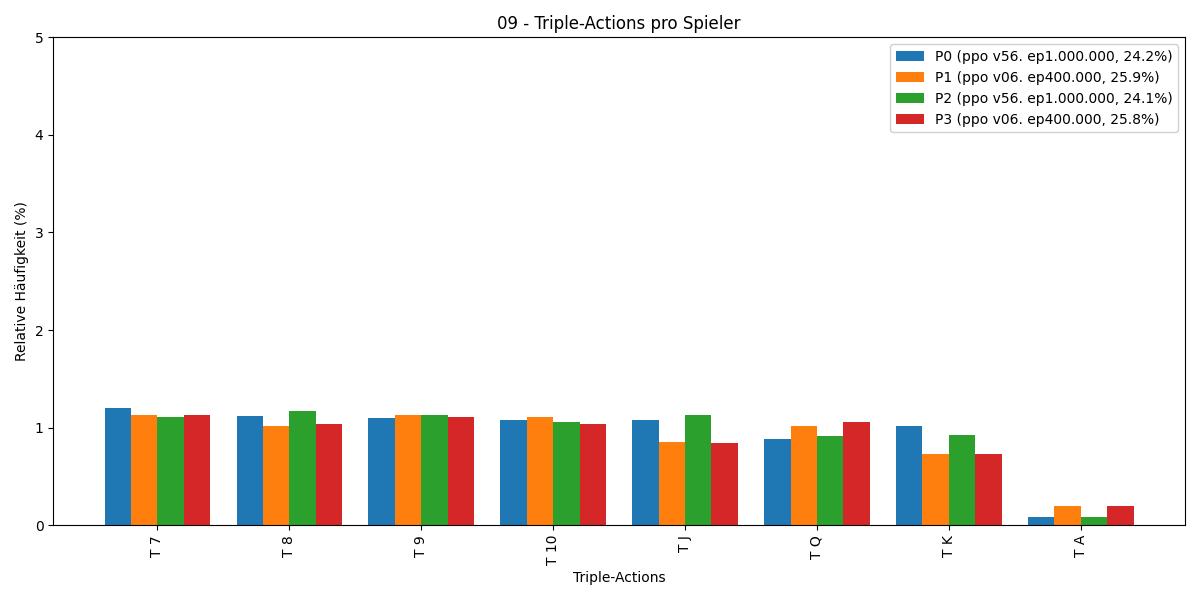 09 - Triple-Actions pro Spieler
P0 (ppo v56. ep1.000.000, 24.2%)
P1 (ppo v06. ep400.000, 25.9%)
P2 (ppo v56. ep1.000.000, 24.1%)
P3 (ppo v06. ep400.000, 25.8%)
Relative Häufigkeit (%)
5
4
3
2
1
0
T 7
T 8
T 9
T 10
T J
T Q
T K
T A
Triple-Actions